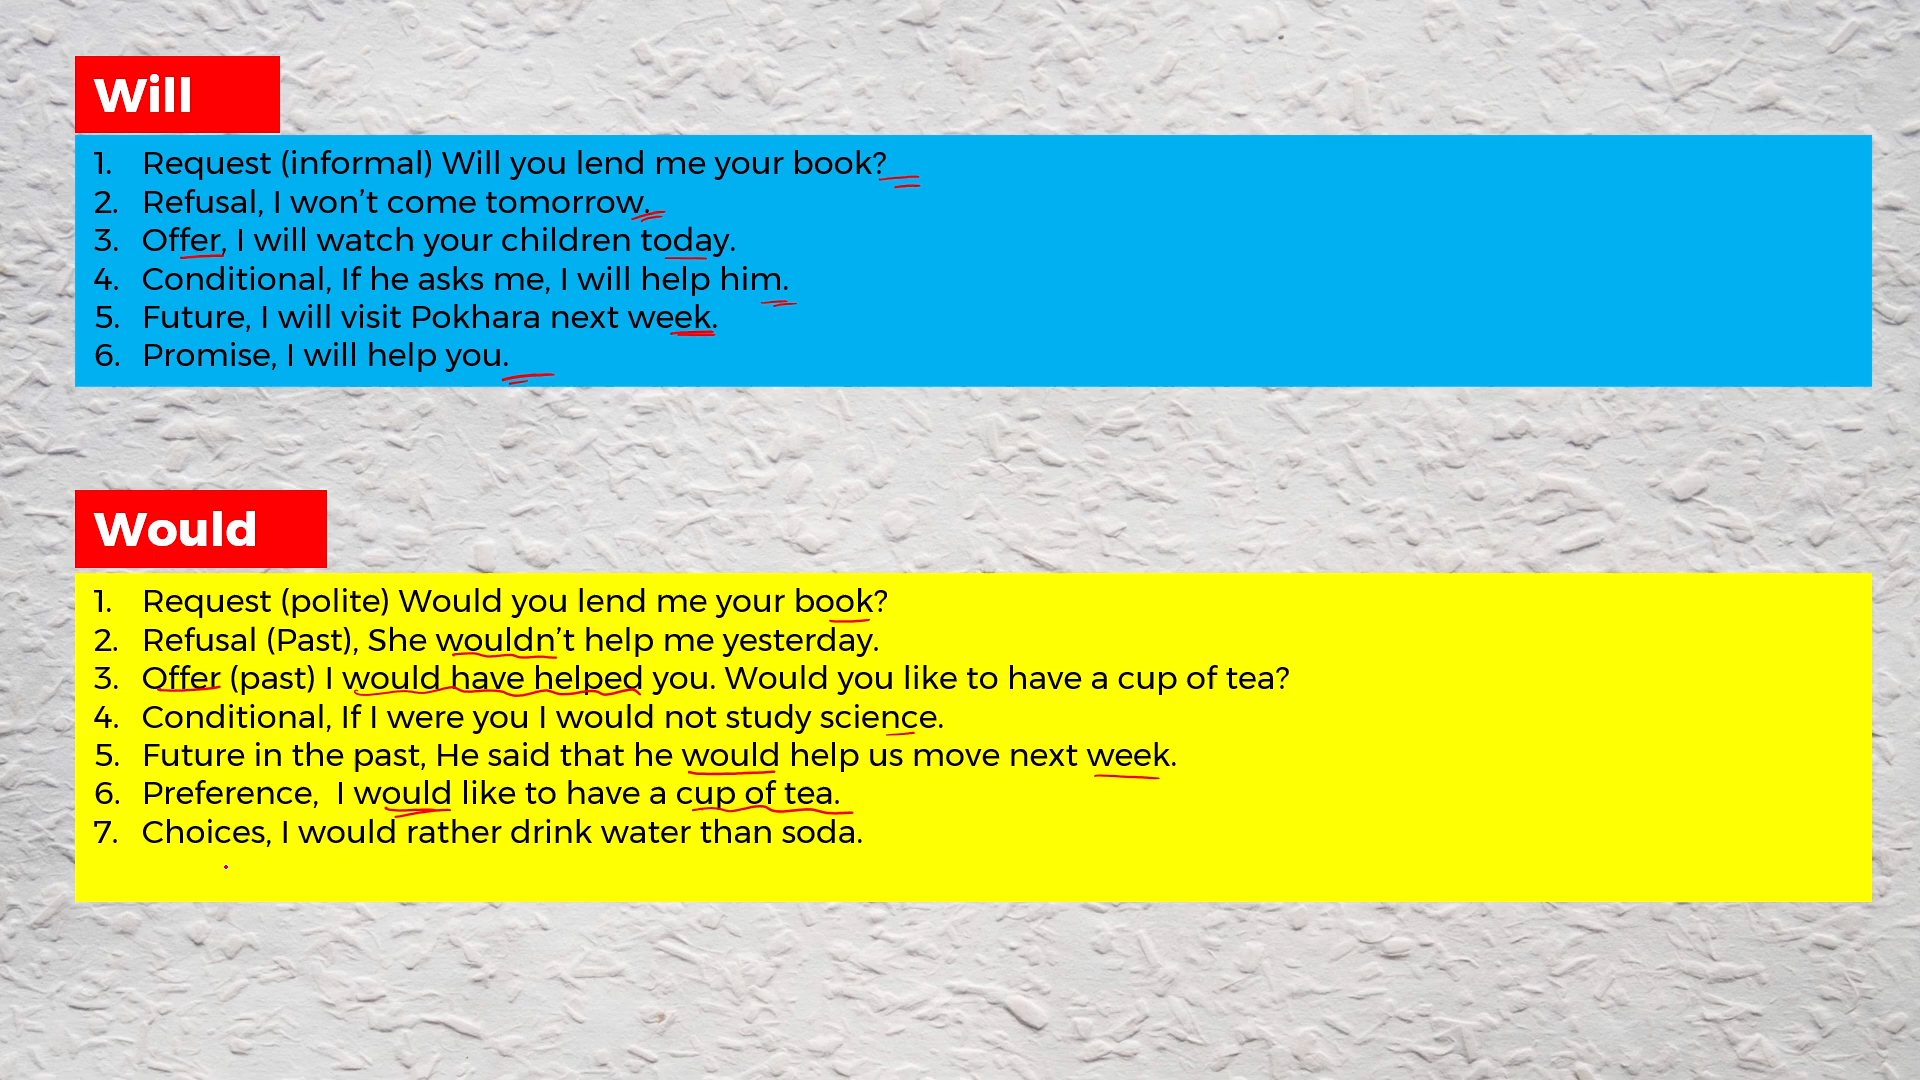 Will
1. Request (informal) Will you lend me your book?
2. Refusal, I won’t come tomorrow.
3. Offer, I will watch your children today.
4. Conditional, If he asks me, I will help him.
5. Future, I will visit Pokhara next week.
6. Promise, I will help you.
Would
1. Request (polite) Would you lend me your book?
2. Refusal (Past), She wouldn’t help me yesterday.
3. Offer (past) I would have helped you. Would you like to have a cup of tea?
4. Conditional, If I were you I would not study science.
5. Future in the past, He said that he would help us move next week.
6. Preference,  I would like to have a cup of tea.
7. Choices, I would rather drink water than soda.